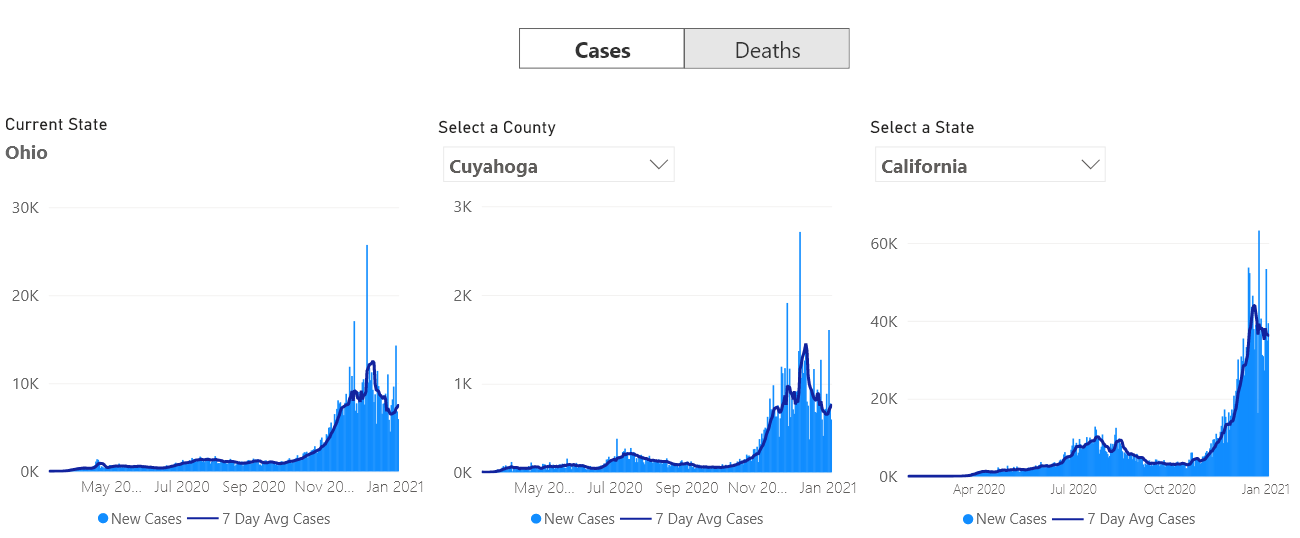 Cases Deaths
Current State
Ohio
Select a County
Cuyahoga
Select a State
California
30K
20K
10K
0K
May 20... Jul 2020 Sep 2020 Nov 20... Jan 2021
New Cases 7 Day Avg Cases
3K
2K
1K
0K
May 20... Jul 2020 Sep 2020 Nov 20... Jan 2021
New Cases 7 Day Avg Cases
60K
40K
20K
0K
Apr 2020 Jul 2020 Oct 2020 Jan 2021
New Cases 7 Day Avg Cases